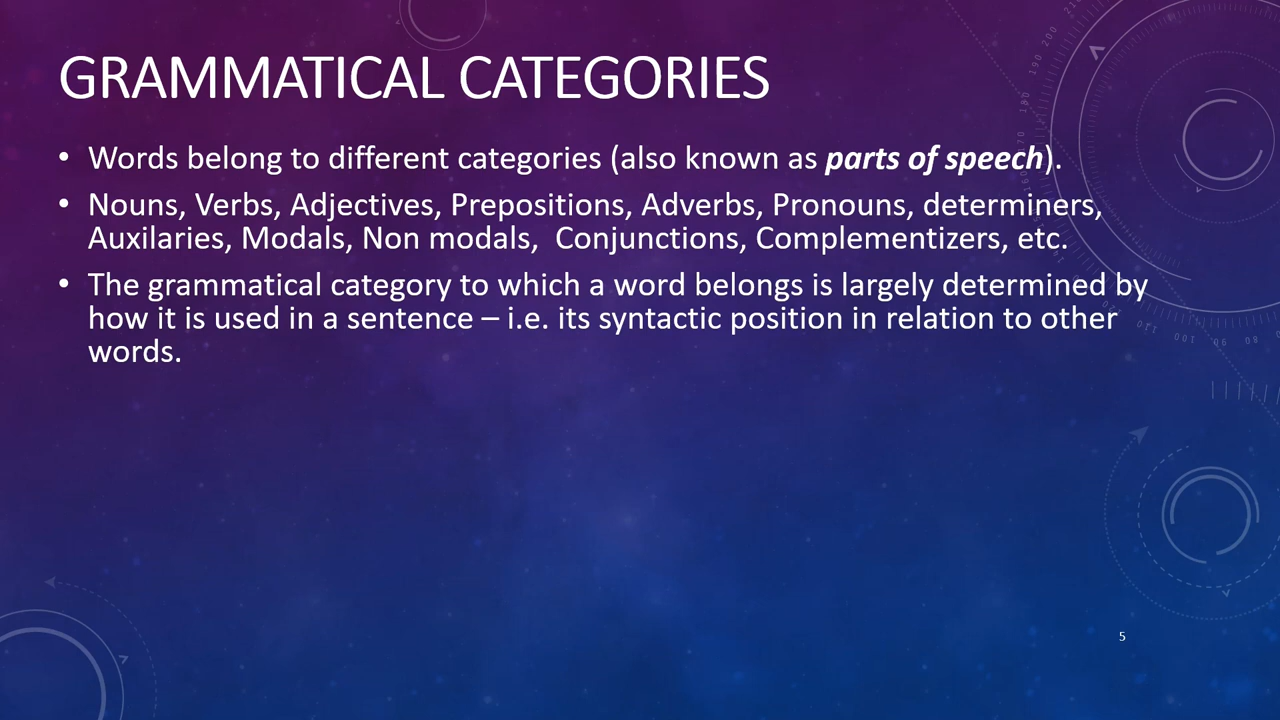 GRAMMATICAL CATEGORIES
• Words belong to different categories (also known as parts of speech).
• Nouns, Verbs, Adjectives, Prepositions, Adverbs, Pronouns, determiners,
Auxilaries, Modals, Non modals,  Conjunctions, Complementizers, etc.
• The grammatical category to which a word belongs is largely determined by
how it is used in a sentence – i.e. its syntactic position in relation to other
words.
5